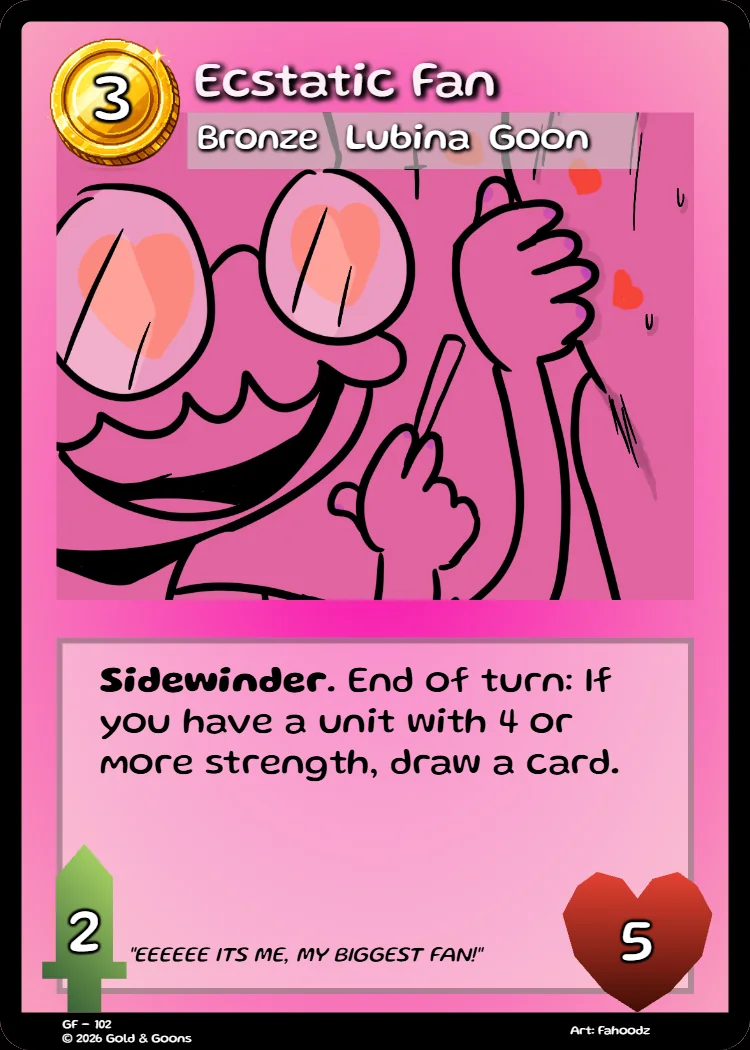 3
Ecstatic Fan
Bronze Lubina Goon
Sidewinder. End of turn: If
you have a unit with 4 or
more strength, draw a card.
2
"EEEEEE ITS ME, MY BIGGEST FAN!"
5
GF - 102
© 2026 Gold & Goons
Art: Fahoodz